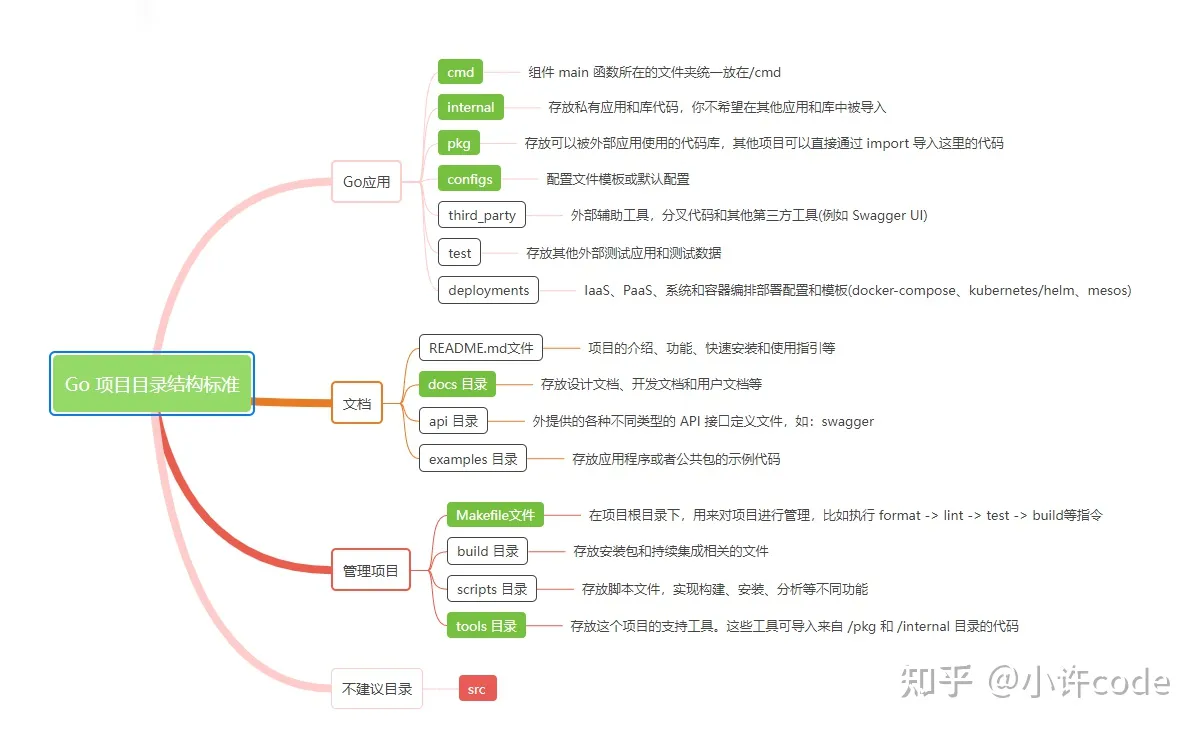 Go 项目目录结构标准
Go应用
cmd
组件 main 函数所在的文件夹统一放在/cmd
internal
存放私有应用和库代码，你不希望在其他应用和库中被导入
pkg
存放可以被外部应用使用的代码库，其他项目可以直接通过 import 导入这里的代码
configs
配置文件模板或默认配置
third_party
外部辅助工具，分叉代码和其他第三方工具(例如 Swagger UI)
test
存放其他外部测试应用和测试数据
deployments
IaaS、PaaS、系统和容器编排部署配置和模板(docker-compose、kubernetes/helm、mesos)
文档
README.md文件
项目的介绍、功能、快速安装和使用指引等
docs 目录
存放设计文档、开发文档和用户文档等
api 目录
外提供的各种不同类型的 API 接口定义文件，如：swagger
examples 目录
存放应用程序或者公共包的示例代码
管理项目
Makefile文件
在项目根目录下，用来对项目进行管理，比如执行 format -> lint -> test -> build等指令
build 目录
存放安装包和持续集成相关的文件
scripts 目录
存放脚本文件，实现构建、安装、分析等不同功能
tools 目录
存放这个项目的支持工具。这些工具可导入来自 /pkg 和 /internal 目录的代码
不建议目录
src
知乎 @小许code